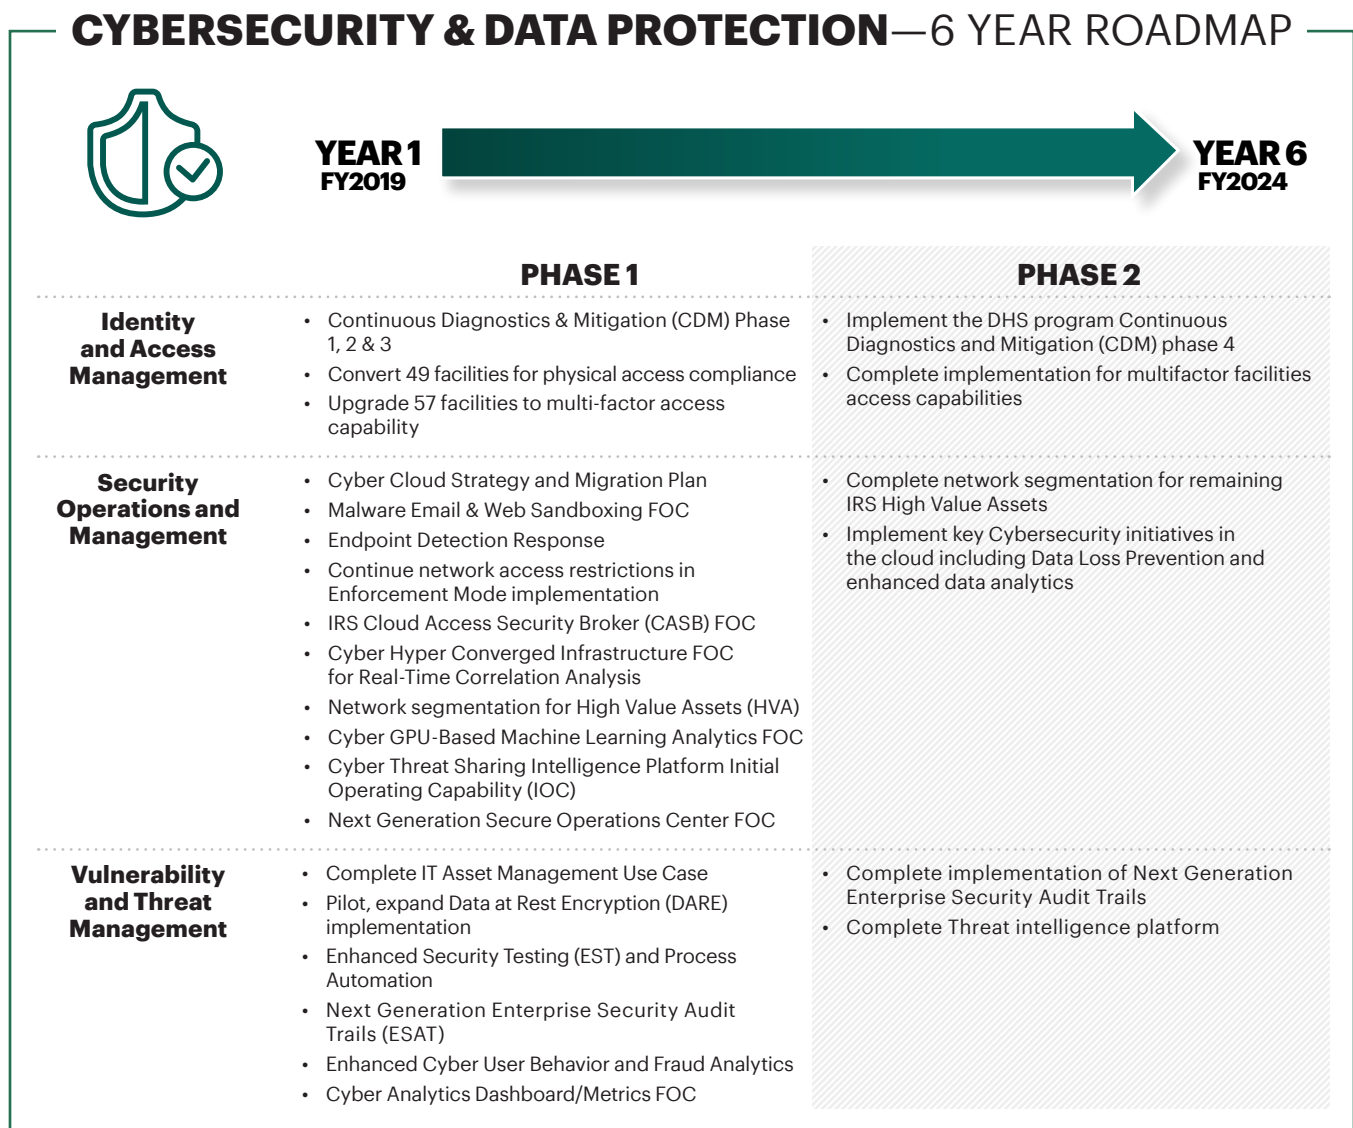 CYBERSECURITY & DATA PROTECTION—6 YEAR ROADMAP
YEAR 1
FY2019
YEAR 6
FY2024
PHASE 1
PHASE 2
Identity
and Access
Management
• Continuous Diagnostics & Mitigation (CDM) Phase
1, 2 & 3
• Convert 49 facilities for physical access compliance
• Upgrade 57 facilities to multi-factor access
capability
• Implement the DHS program Continuous
Diagnostics and Mitigation (CDM) phase 4
• Complete implementation for multifactor facilities
access capabilities
Security
Operations and
Management
• Cyber Cloud Strategy and Migration Plan
• Malware Email & Web Sandboxing FOC
• Endpoint Detection Response
• Continue network access restrictions in
Enforcement Mode implementation
• IRS Cloud Access Security Broker (CASB) FOC
• Cyber Hyper Converged Infrastructure FOC
for Real-Time Correlation Analysis
• Network segmentation for High Value Assets (HVA)
• Cyber GPU-Based Machine Learning Analytics FOC
• Cyber Threat Sharing Intelligence Platform Initial
Operating Capability (IOC)
• Next Generation Secure Operations Center FOC
• Complete network segmentation for remaining
IRS High Value Assets
• Implement key Cybersecurity initiatives in
the cloud including Data Loss Prevention and
enhanced data analytics
Vulnerability
and Threat
Management
• Complete IT Asset Management Use Case
• Pilot, expand Data at Rest Encryption (DARE)
implementation
• Enhanced Security Testing (EST) and Process
Automation
• Next Generation Enterprise Security Audit
Trails (ESAT)
• Enhanced Cyber User Behavior and Fraud Analytics
• Cyber Analytics Dashboard/Metrics FOC
• Complete implementation of Next Generation
Enterprise Security Audit Trails
• Complete Threat intelligence platform